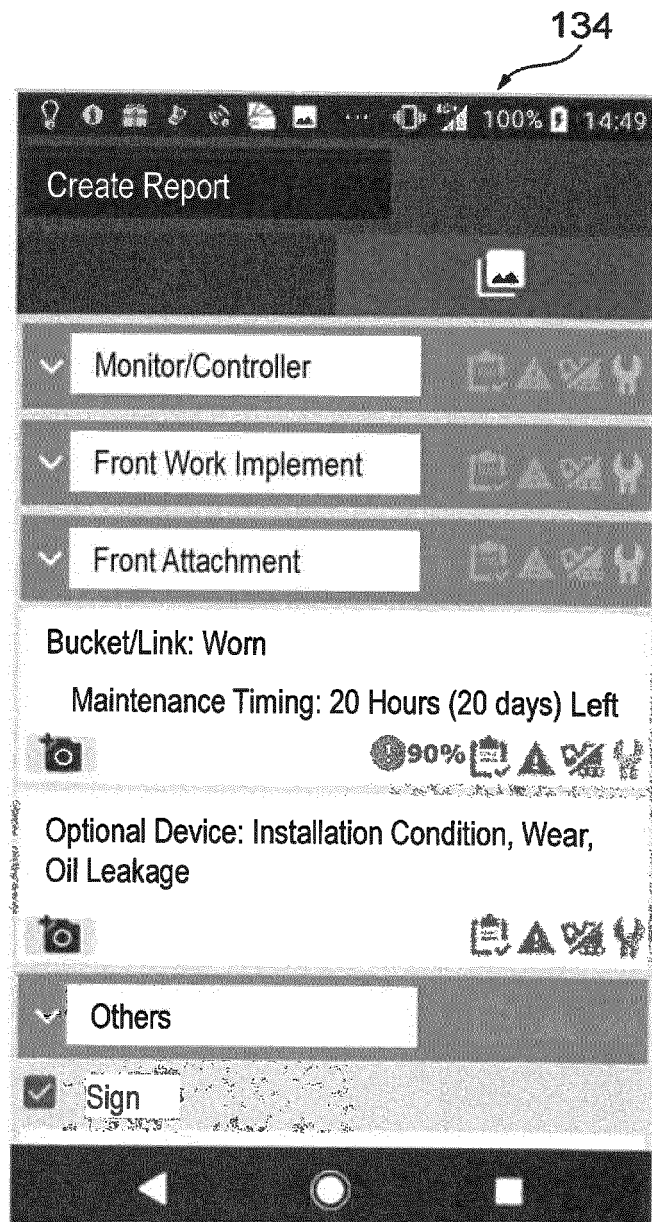 134
100% 14:49
Create Report
Monitor/Controller
Front Work Implement
Front Attachment
Bucket/Link: Worn
Maintenance Timing: 20 Hours (20 days) Left
90%
Optional Device: Installation Condition, Wear,
Oil Leakage
Others
Sign